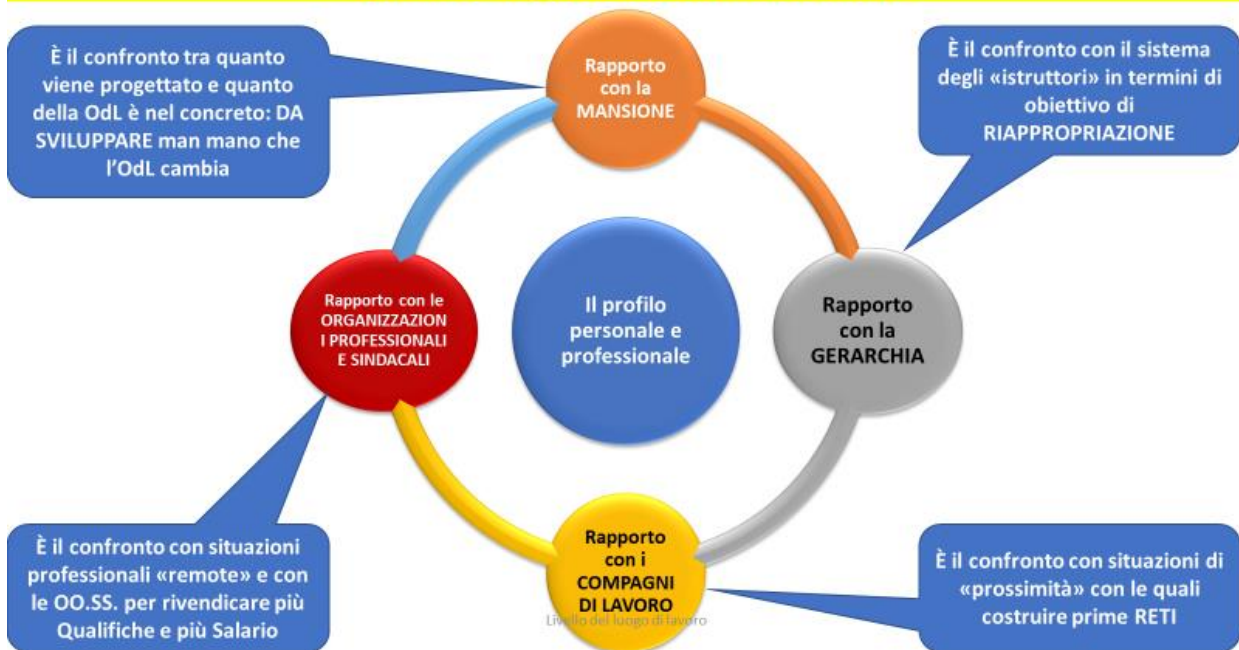 È il confronto tra quanto
viene progettato e quanto
della OdL è nel concreto: DA
SVILUPPARE man mano che
l’OdL cambia
Rapporto
con la
MANSIONE
È il confronto con il sistema
degli «istruttori» in termini di
obiettivo di
RIAPPROPRIAZIONE
Rapporto con le
ORGANIZZAZION
I PROFESSIONALI
E SINDACALI
Il profilo
personale e
professionale
Rapporto
con la
GERARCHIA
È il confronto con situazioni
professionali «remote» e con
le OO.SS. per rivendicare più
Qualifiche e più Salario
Rapporto
con i
COMPAGNI
DI LAVORO
Livello del luogo di lavoro
È il confronto con situazioni di
«prossimità» con le quali
costruire prime RETI